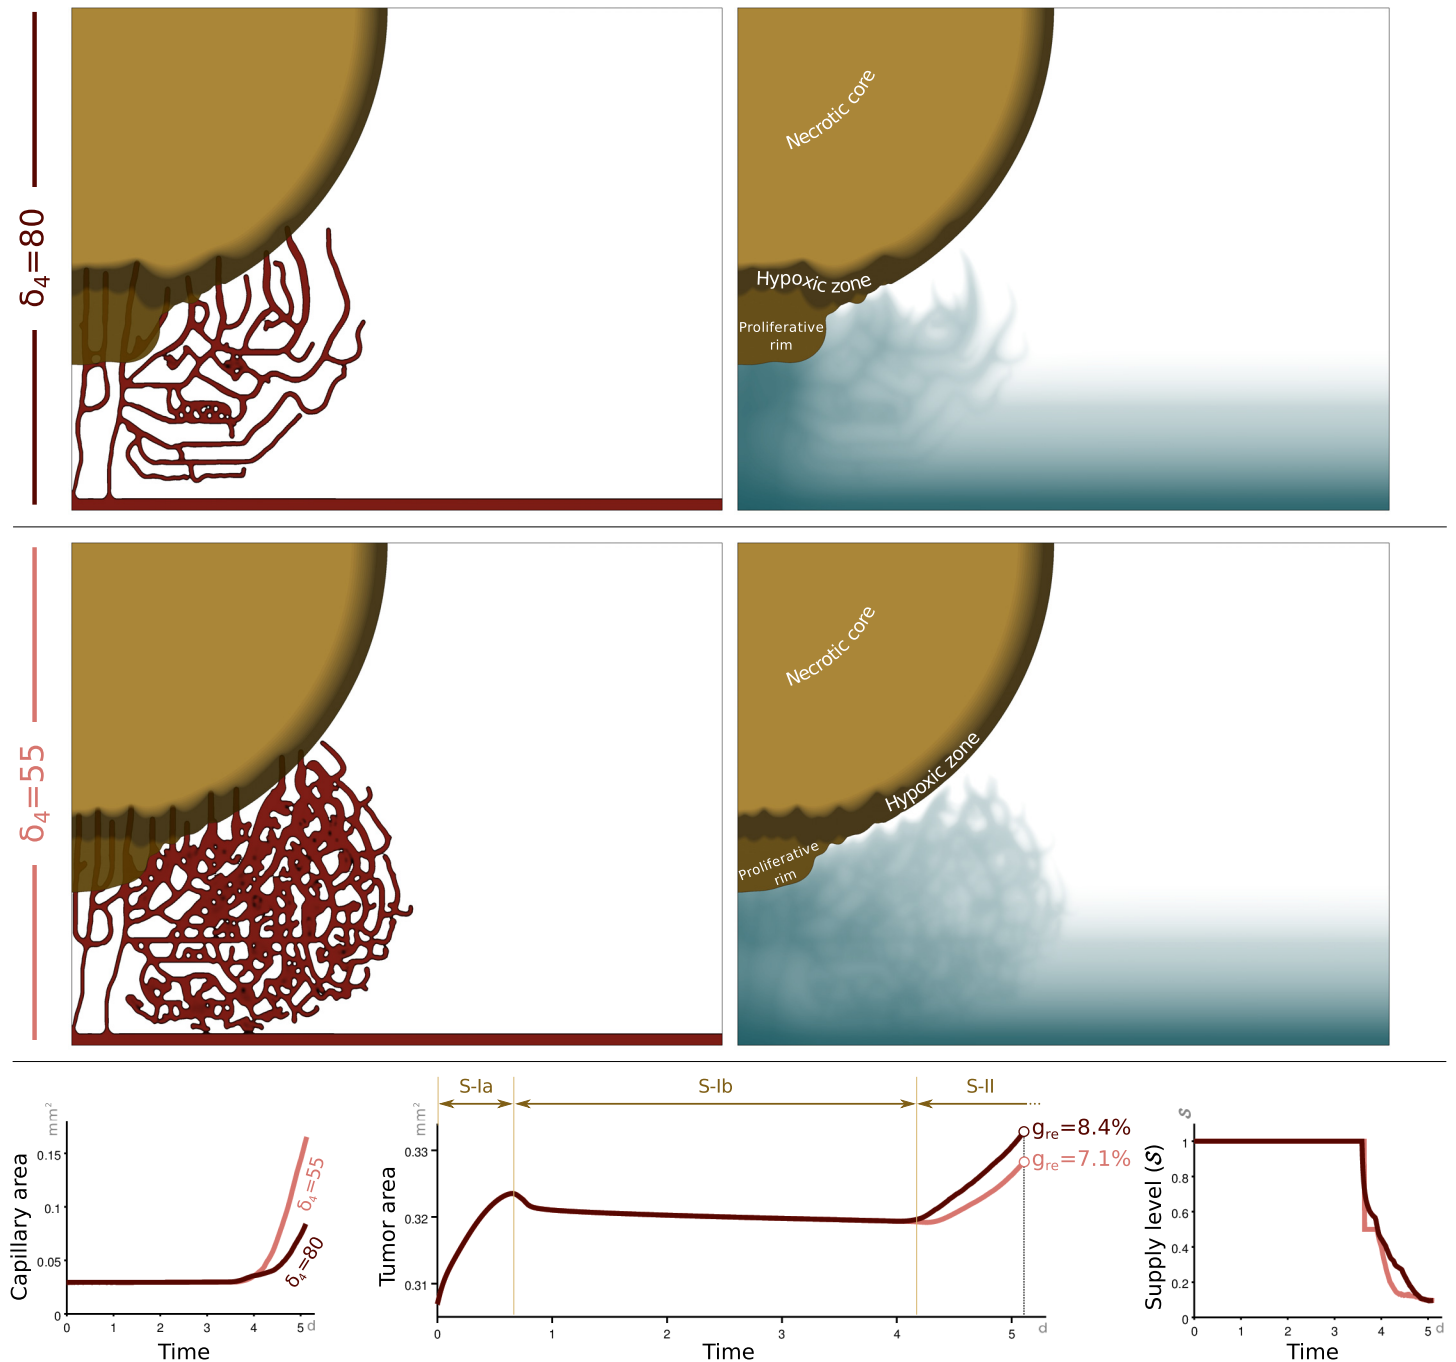 δ4=80
Necrotic core
Hypoxic zone
Proliferative
rim
δ4=55
Necrotic core
Hypoxic zone
Proliferative
rim
mm²
Capillary area
0.15
0.1
0.05
0
0 1 2 3 4 5 d
Time
δ4=55
δ4=80
S-Ia S-Ib S-II
mm²
Tumor area
0.33
0.32
0.31
0 1 2 3 4 5 d
Time
gre=8.4%
gre=7.1%
S
Supply level (S)
1
0.8
0.6
0.4
0.2
0
0 1 2 3 4 5 d
Time